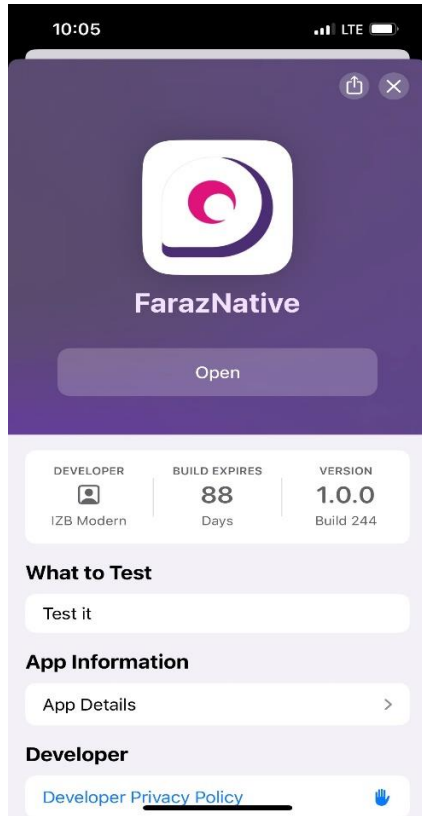 10:05
LTE
FarazNative
Open
DEVELOPER
BUILD EXPIRES
VERSION
88
1.0.0
IZB Modern
Days
Build 244
What to Test
Test it
App Information
App Details
Developer
Developer Privacy Policy